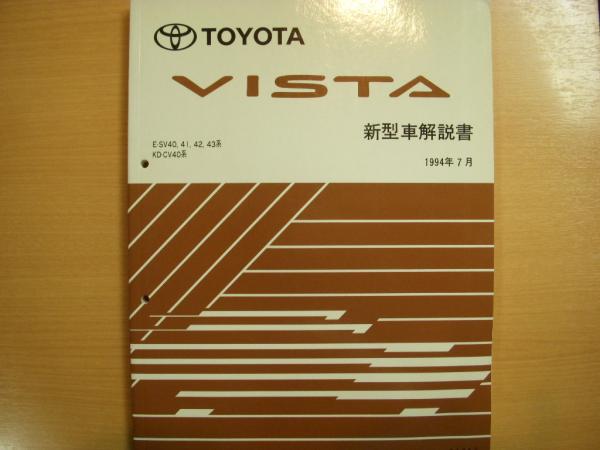 TOYOTA
VISTA
E-SV40, 41, 42, 43系
KD-CV40系
新型車解説書
1994年 7月